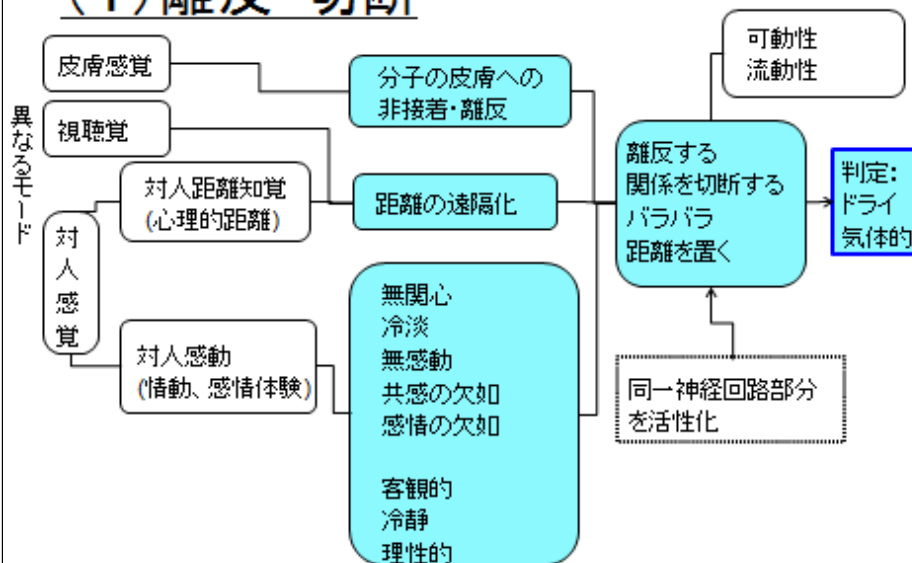 (1)離反・切断
異なるモード
皮膚感覚
視聴覚
対人感覚
対人距離知覚
(心理的距離)
対人感動
(情動、感情体験)
分子の皮膚への
非接着・離反
距離の遠隔化
無関心
冷淡
無感動
共感の欠如
感情の欠如
客観的
冷静
理性的
可動性
流動性
離反する
関係を切断する
バラバラ
距離を置く
同一神経回路部分
を活性化
判定:
ドライ
気体的